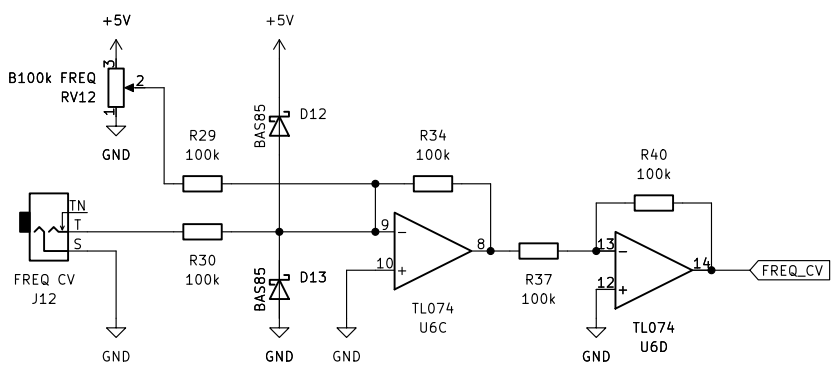 +5V
+5V
B100k FREQ
RV12
3
2
1
GND
BAS85
D12
R29
100k
R34
100k
R40
100k
TN
T
S
FREQ CV
J12
R30
100k
BAS85
D13
9
-
10
+
8
TL074
U6C
R37
100k
13
-
12
+
14
TL074
U6D
FREQ_CV
GND
GND
GND
GND